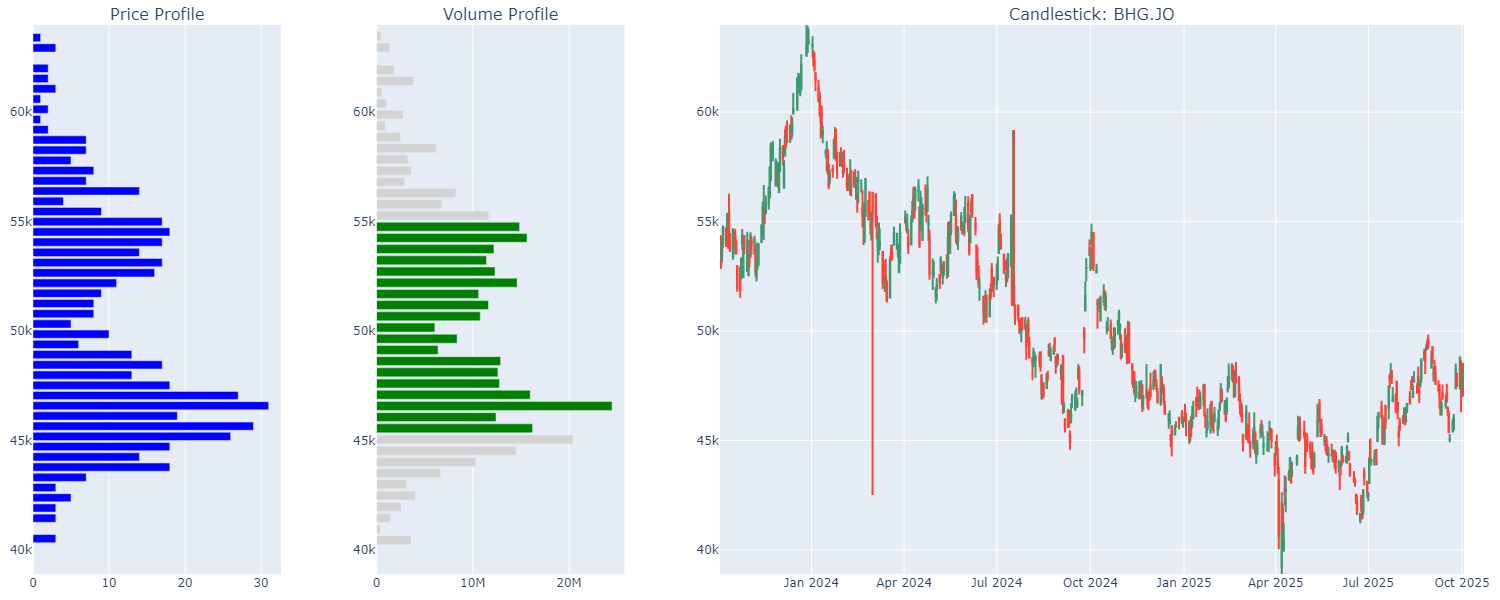 Price Profile
Volume Profile
Candlestick: BHG.JO
60k
55k
50k
45k
40k
0
10
20
30
60k
55k
50k
45k
40k
0
10M
20M
60k
55k
50k
45k
40k
Jan 2024
Apr 2024
Jul 2024
Oct 2024
Jan 2025
Apr 2025
Jul 2025
Oct 2025